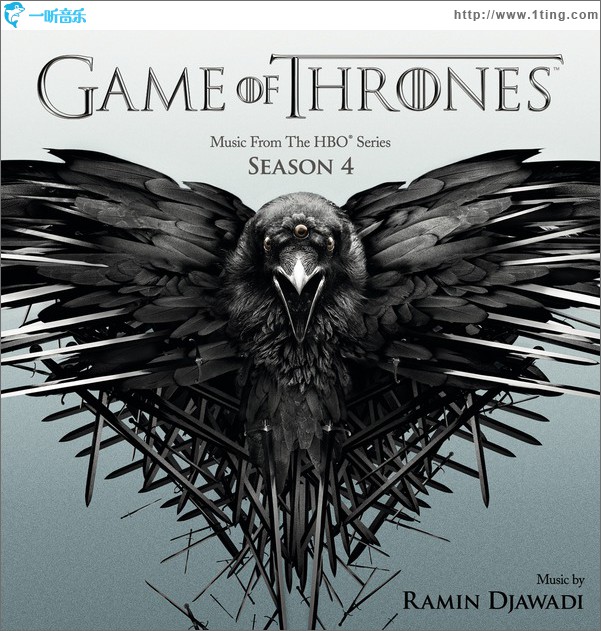 一听音乐
http://www.1ting.com
GAME OF THRONES™
Music From The HBO® Series
SEASON 4
Music by
RAMIN DJAWADI